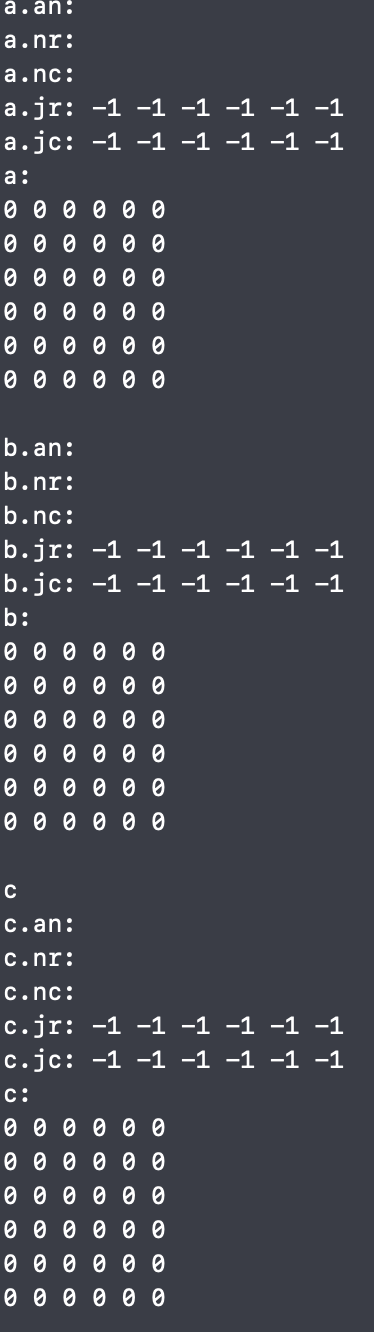 a.an:
a.nr:
a.nc:
a.jr: -1 -1 -1 -1 -1 -1
a.jc: -1 -1 -1 -1 -1 -1
a:
0 0 0 0 0 0
0 0 0 0 0 0
0 0 0 0 0 0
0 0 0 0 0 0
0 0 0 0 0 0
0 0 0 0 0 0

b.an:
b.nr:
b.nc:
b.jr: -1 -1 -1 -1 -1 -1
b.jc: -1 -1 -1 -1 -1 -1
b:
0 0 0 0 0 0
0 0 0 0 0 0
0 0 0 0 0 0
0 0 0 0 0 0
0 0 0 0 0 0
0 0 0 0 0 0

c
c.an:
c.nr:
c.nc:
c.jr: -1 -1 -1 -1 -1 -1
c.jc: -1 -1 -1 -1 -1 -1
c:
0 0 0 0 0 0
0 0 0 0 0 0
0 0 0 0 0 0
0 0 0 0 0 0
0 0 0 0 0 0
0 0 0 0 0 0